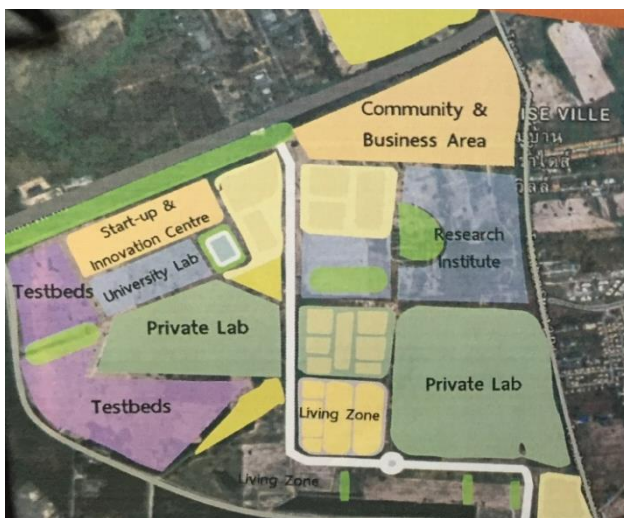 Community &
Business Area
ISE VILLE
Start-up &
Innovation Centre
University Lab
Research
Institute
Testbeds
Private Lab
Private Lab
Testbeds
Living Zone
Living Zone